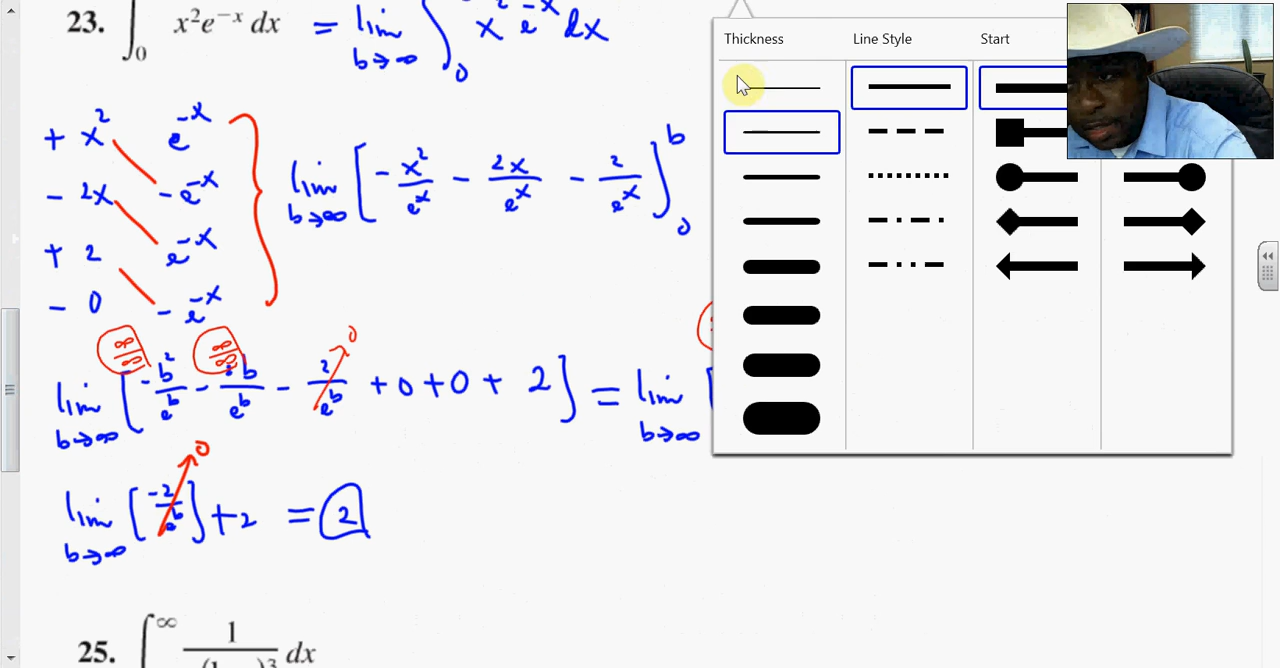 23. ∫₀ x²e⁻ˣ dx = lim b→∞ ∫₀ x² e⁻ˣ dx
Thickness Line Style Start
+ x² e⁻ˣ
- 2x -e⁻ˣ
+ 2 e⁻ˣ
- 0 - e⁻ˣ
lim b→∞ [ - x²/eˣ - 2x/eˣ - 2/eˣ ]₀ᵇ
∞/∞ ∞/∞ 0
lim b→∞ [ -b²/eᵇ - b/eᵇ - 2/eᵇ + 0 + 0 + 2 ] = lim b→∞ [
0
lim b→∞ [ -2/eᵇ ] + 2 = 2
25. ∫^∞ 1/( )³ dx